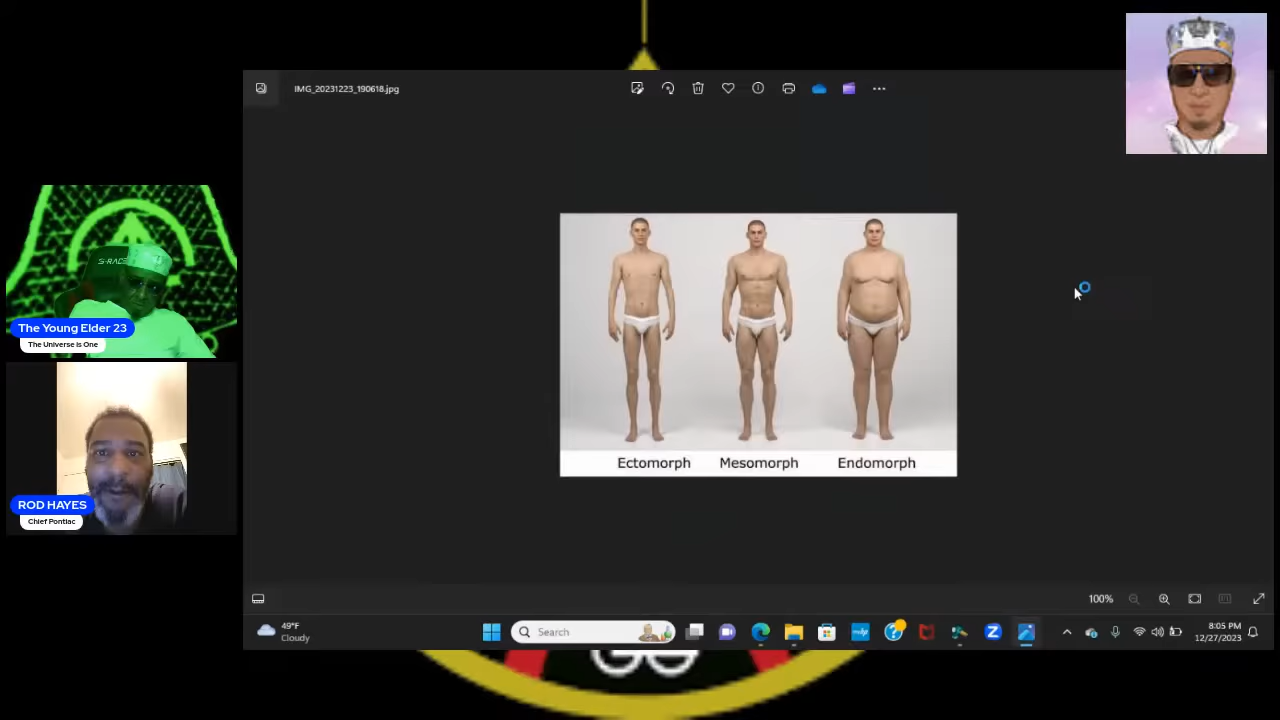 IMG_20231223_190618.jpg
S-RACE
The Young Elder 23
The Universe is One
ROD HAYES
Chief Pontiac
Ectomorph Mesomorph Endomorph
100%
49°F
Cloudy
Search
8:05 PM
12/27/2023